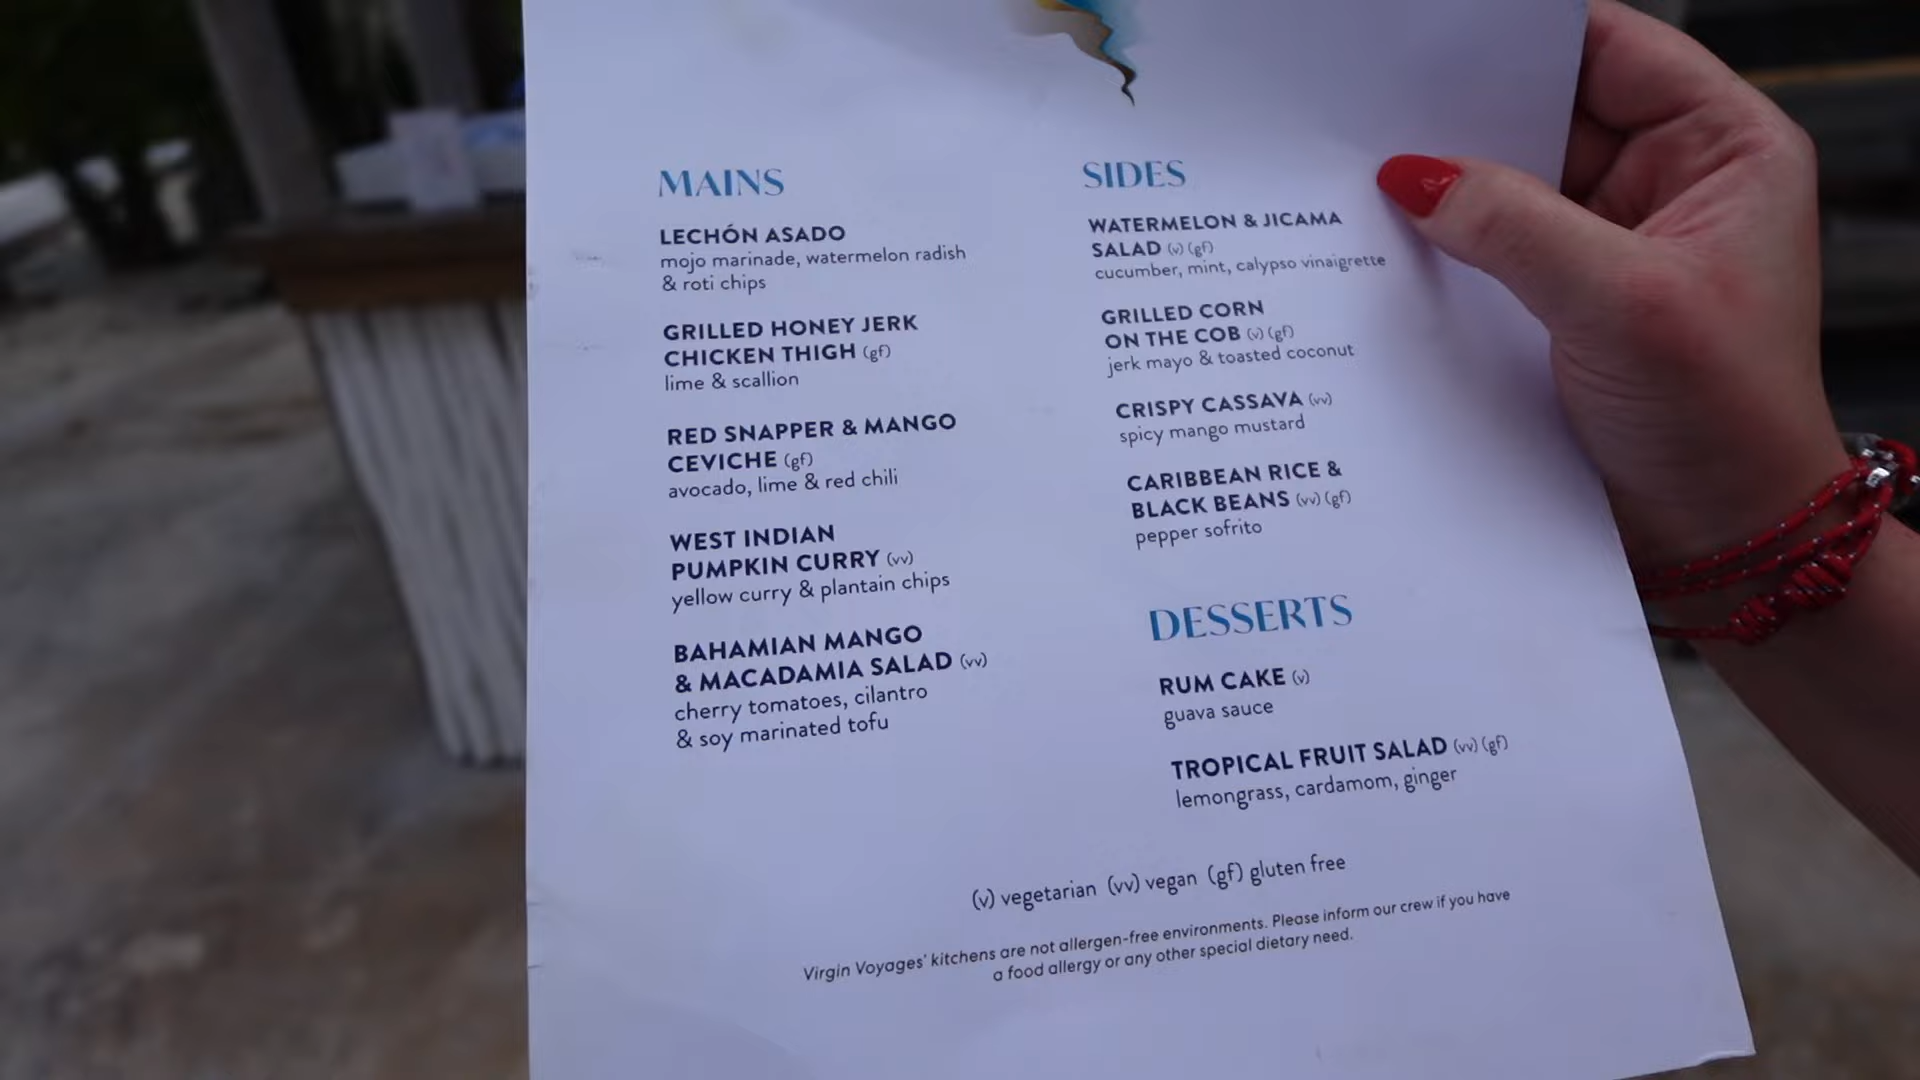 MAINS
LECHÓN ASADO
mojo marinade, watermelon radish
& roti chips
GRILLED HONEY JERK
CHICKEN THIGH (gf)
lime & scallion
RED SNAPPER & MANGO
CEVICHE (gf)
avocado, lime & red chili
WEST INDIAN
PUMPKIN CURRY (vv)
yellow curry & plantain chips
BAHAMIAN MANGO
& MACADAMIA SALAD (vv)
cherry tomatoes, cilantro
& soy marinated tofu
SIDES
WATERMELON & JICAMA
SALAD (v) (gf)
cucumber, mint, calypso vinaigrette
GRILLED CORN
ON THE COB (v) (gf)
jerk mayo & toasted coconut
CRISPY CASSAVA (vv)
spicy mango mustard
CARIBBEAN RICE &
BLACK BEANS (vv) (gf)
pepper sofrito
DESSERTS
RUM CAKE (v)
guava sauce
TROPICAL FRUIT SALAD (vv) (gf)
lemongrass, cardamom, ginger
(v) vegetarian (vv) vegan (gf) gluten free
Virgin Voyages' kitchens are not allergen-free environments. Please inform our crew if you have
a food allergy or any other special dietary need.